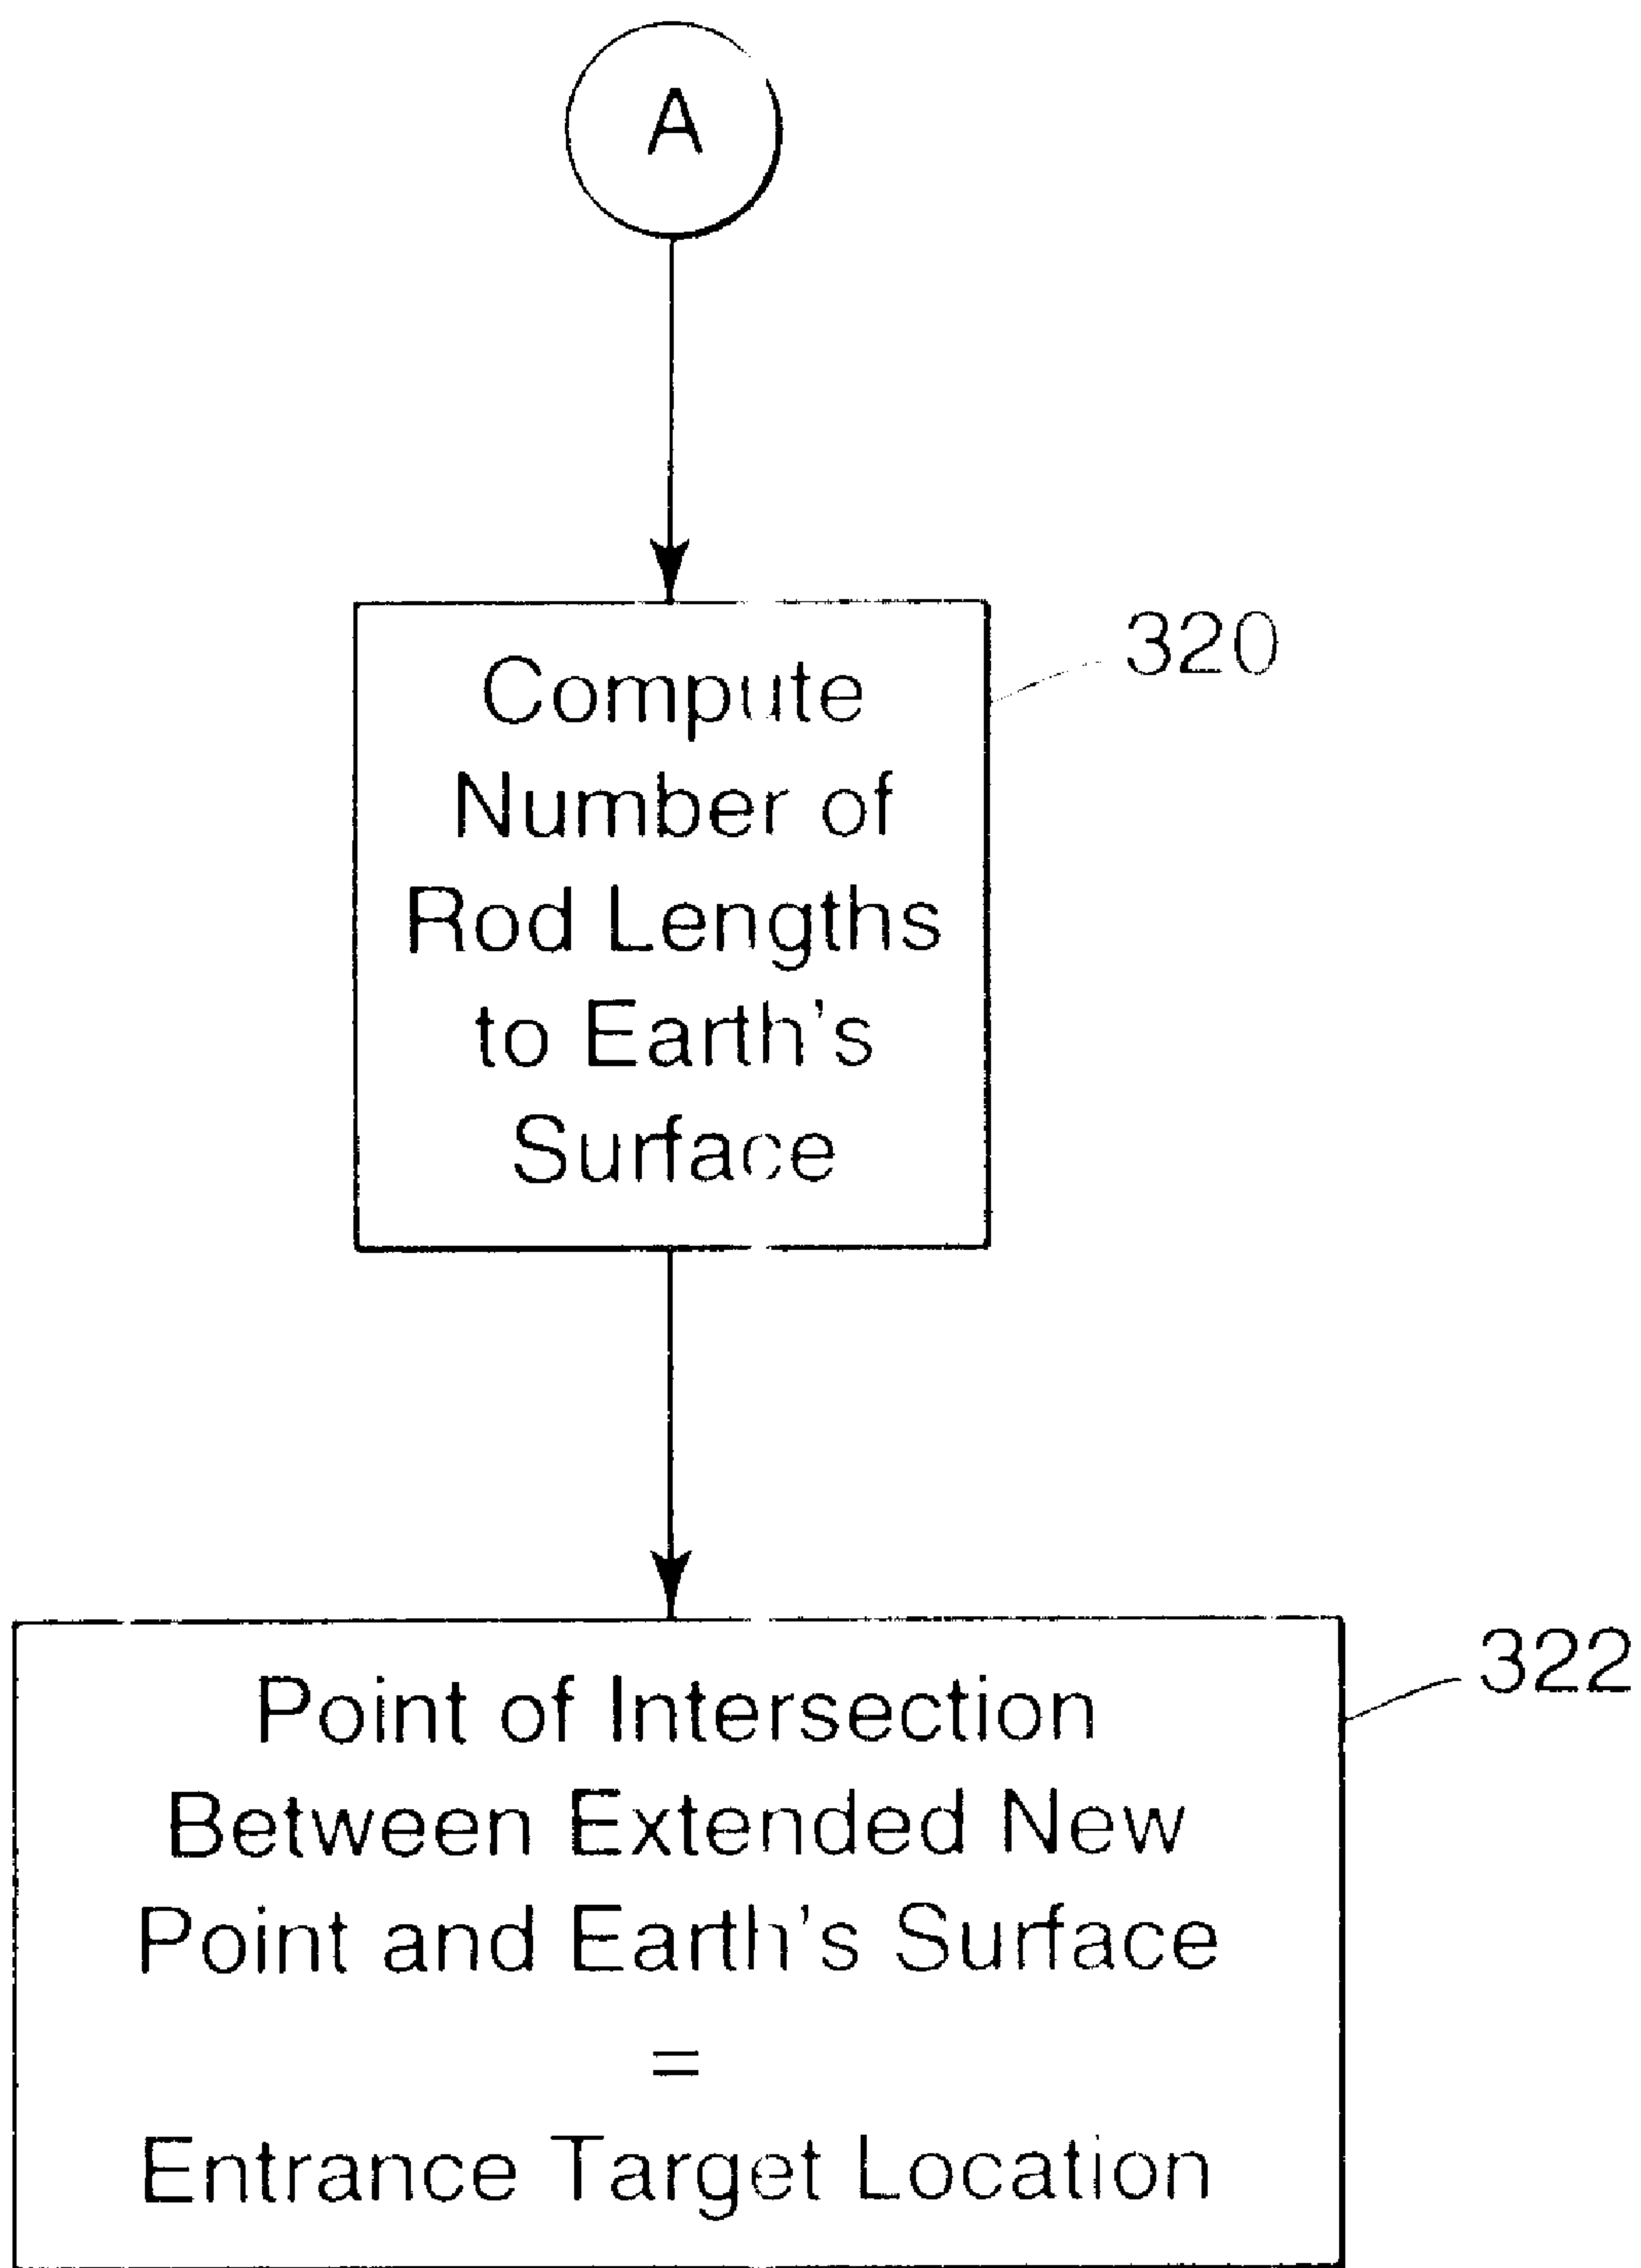 A
Compute
Number of
Rod Lengths
to Earth's
Surface
320
Point of Intersection
Between Extended New
Point and Earth's Surface
=
Entrance Target Location
322